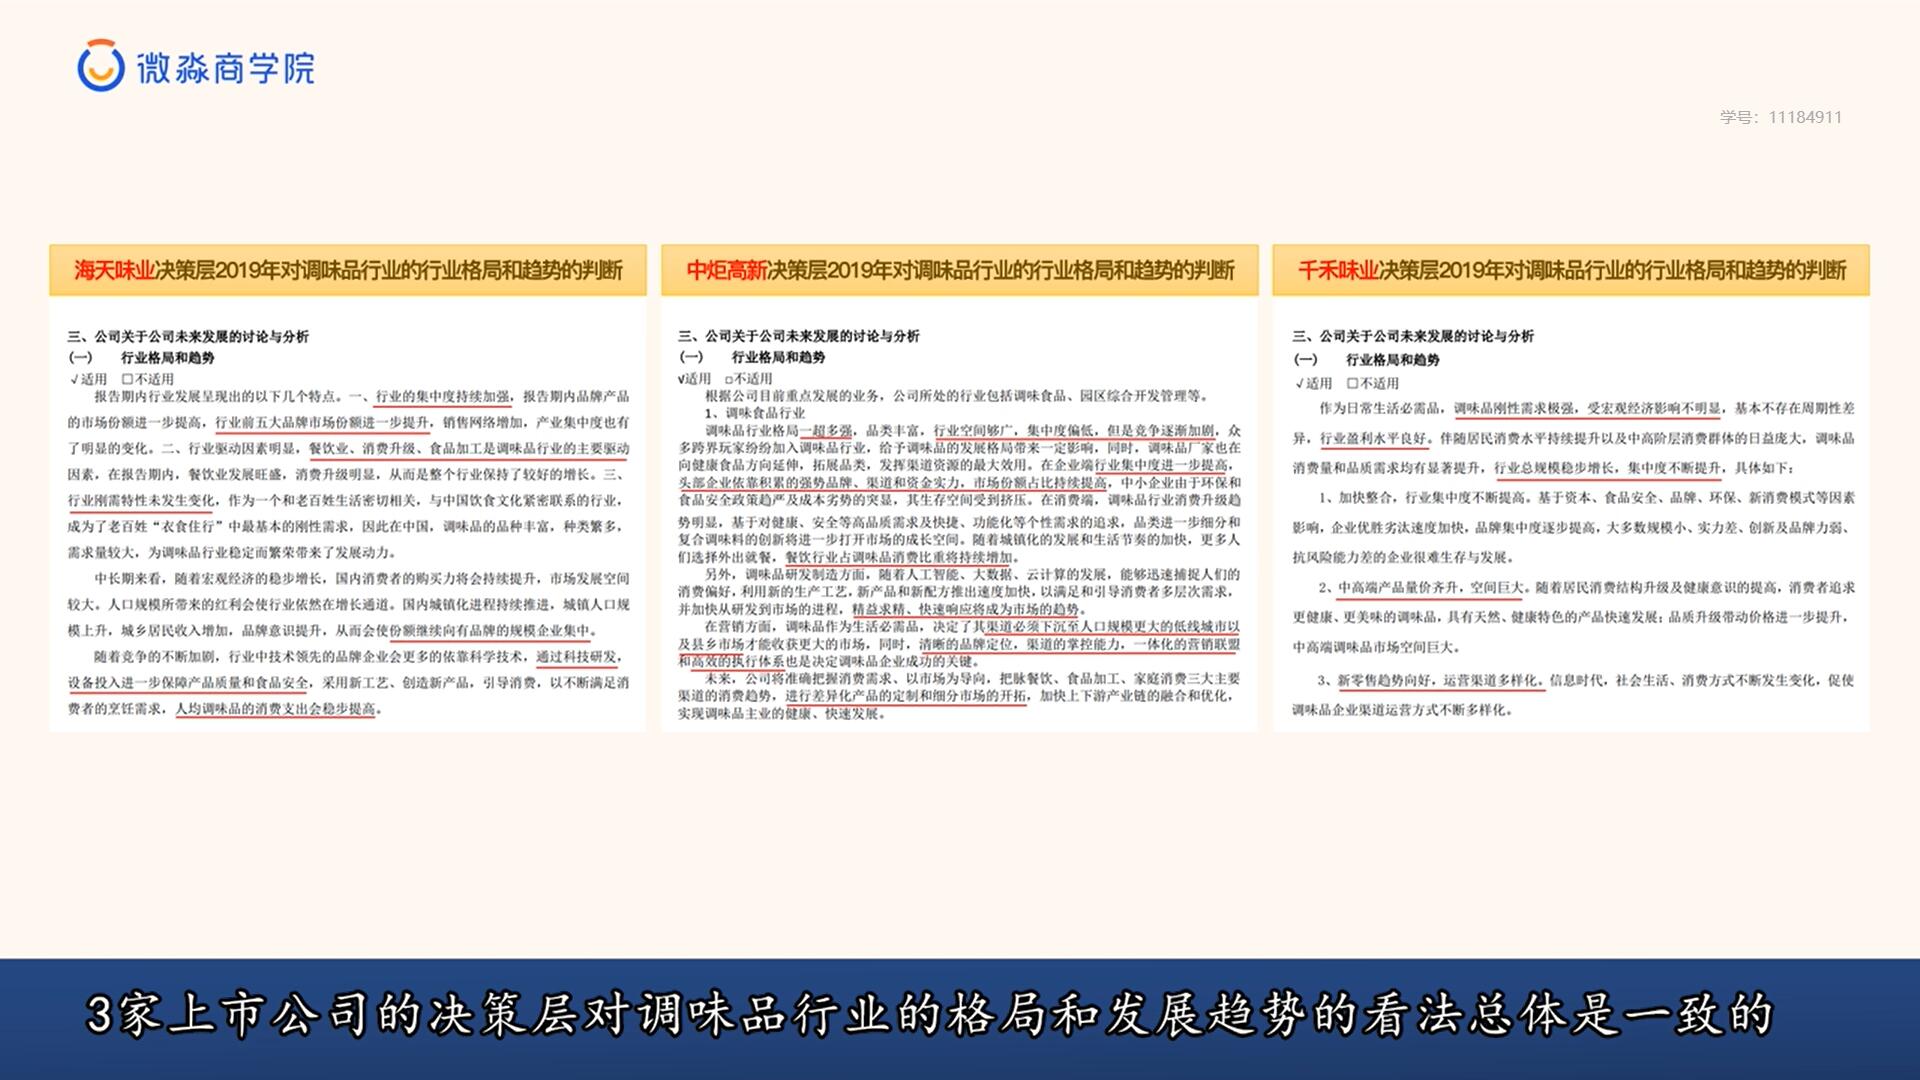 微淼商学院
学号：11184911
海天味业决策层2019年对调味品行业的行业格局和趋势的判断
三、公司关于公司未来发展的讨论与分析
(一) 行业格局和趋势
√适用 □不适用
报告期内行业发展呈现出的以下几个特点。一、行业的集中度持续加强，报告期内品牌产品
的市场份额进一步提高，行业前五大品牌市场份额进一步提升，销售网络增加，产业集中度也有
了明显的变化。二、行业驱动因素明显，餐饮业、消费升级、食品加工是调味品行业的主要驱动
因素，在报告期内，餐饮业发展旺盛，消费升级明显，从而是整个行业保持了较好的增长。三、
行业刚需特性未发生变化，作为一个和老百姓生活密切相关，与中国饮食文化紧密联系的行业，
成为了老百姓“衣食住行”中最基本的刚性需求，因此在中国，调味品的品种丰富，种类繁多，
需求量较大，为调味品行业稳定而繁荣带来了发展动力。
中长期来看，随着宏观经济的稳步增长，国内消费者的购买力将会持续提升，市场发展空间
较大。人口规模所带来的红利会使行业依然在增长通道。国内城镇化进程持续推进，城镇人口规
模上升，城乡居民收入增加，品牌意识提升，从而会使份额继续向有品牌的规模企业集中。
随着竞争的不断加剧，行业中技术领先的品牌企业会更多的依靠科学技术，通过科技研发，
设备投入进一步保障产品质量和食品安全，采用新工艺、创造新产品，引导消费，以不断满足消
费者的烹饪需求，人均调味品的消费支出会稳步提高。
中炬高新决策层2019年对调味品行业的行业格局和趋势的判断
三、公司关于公司未来发展的讨论与分析
(一) 行业格局和趋势
√适用 □不适用
根据公司目前重点发展的业务，公司所处的行业包括调味食品、园区综合开发管理等。
1、调味食品行业
调味品行业格局一超多强，品类丰富，行业空间够广，集中度偏低，但是竞争逐渐加剧，众
多跨界玩家纷纷加入调味品行业，给予调味品的发展格局带来一定影响，同时，调味品厂家也在
向健康食品方向延伸，拓展品类，发挥渠道资源的最大效用。在企业端行业集中度进一步提高，
头部企业依靠积累的强势品牌、渠道和资金实力，市场份额占比持续提高，中小企业由于环保和
食品安全政策趋严及成本劣势的突显，其生存空间受到挤压。在消费端，调味品行业消费升级趋
势明显，基于对健康、安全等高品质需求及快捷、功能化等个性需求的追求，品类进一步细分和
复合调味料的创新将进一步打开市场的成长空间。随着城镇化的发展和生活节奏的加快，更多人
们选择外出就餐，餐饮行业占调味品消费比重将持续增加。
另外，调味品研发制造方面，随着人工智能、大数据、云计算的发展，能够迅速捕捉人们的
消费偏好，利用新的生产工艺，新产品和新配方推出速度加快，以满足和引导消费者多层次需求，
并加快从研发到市场的进程，精益求精、快速响应将成为市场的趋势。
在营销方面，调味品作为生活必需品，决定了其渠道必须下沉至人口规模更大的低线城市以
及县乡市场才能收获更大的市场，同时，清晰的品牌定位，渠道的掌控能力，一体化的营销联盟
和高效的执行体系也是决定调味品企业成功的关键。
未来，公司将准确把握消费需求、以市场为导向，把脉餐饮、食品加工、家庭消费三大主要
渠道的消费趋势，进行差异化产品的定制和细分市场的开拓，加快上下游产业链的融合和优化，
实现调味品主业的健康、快速发展。
千禾味业决策层2019年对调味品行业的行业格局和趋势的判断
三、公司关于公司未来发展的讨论与分析
(一) 行业格局和趋势
√适用 □不适用
作为日常生活必需品，调味品刚性需求极强，受宏观经济影响不明显，基本不存在周期性差
异，行业盈利水平良好。伴随居民消费水平持续提升以及中高阶层消费群体的日益庞大，调味品
消费量和品质需求均有显著提升，行业总规模稳步增长，集中度不断提升，具体如下：
1、加快整合，行业集中度不断提高。基于资本、食品安全、品牌、环保、新消费模式等因素
影响，企业优胜劣汰速度加快，品牌集中度逐步提高，大多数规模小、实力差、创新及品牌力弱、
抗风险能力差的企业很难生存与发展。
2、中高端产品量价齐升，空间巨大。随着居民消费结构升级及健康意识的提高，消费者追求
更健康、更美味的调味品，具有天然、健康特色的产品快速发展；品质升级带动价格进一步提升，
中高端调味品市场空间巨大。
3、新零售趋势向好，运营渠道多样化。信息时代，社会生活、消费方式不断发生变化，促使
调味品企业渠道运营方式不断多样化。
3家上市公司的决策层对调味品行业的格局和发展趋势的看法总体是一致的